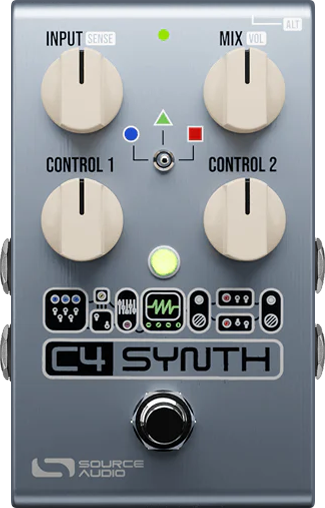 ALT
INPUT SENSE
MIX VOL
CONTROL 1
CONTROL 2
C4 SYNTH
SOURCE
AUDIO